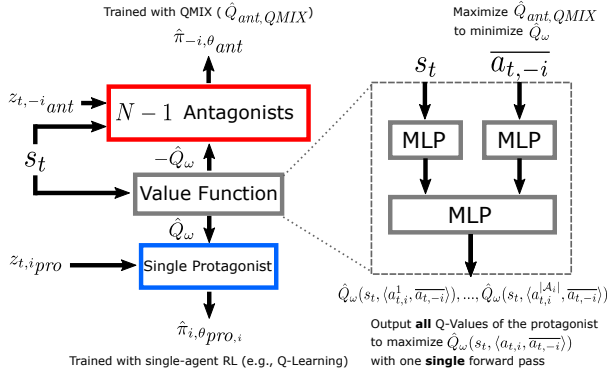 Trained with QMIX ( $\hat{Q}_{ant,QMIX}$)
$\hat{\pi}_{-i,\theta_{ant}}$
$z_{t,-i_{ant}}$
$N-1$ Antagonists
$s_t$
$-\hat{Q}_\omega$
Value Function
$\hat{Q}_\omega$
$z_{t,i_{pro}}$
Single Protagonist
$\hat{\pi}_{i,\theta_{pro,i}}$
Trained with single-agent RL (e.g., Q-Learning)
Maximize $\hat{Q}_{ant,QMIX}$
to minimize $\hat{Q}_\omega$
$s_t$ $\overline{a_{t,-i}}$
MLP MLP
MLP
$\hat{Q}_\omega(s_t, \langle a^1_{t,i}, \overline{a_{t,-i}}\rangle), ..., \hat{Q}_\omega(s_t, \langle a^{|\mathcal{A}_i|}_{t,i}, \overline{a_{t,-i}}\rangle)$
Output all Q-Values of the protagonist
to maximize $\hat{Q}_\omega(s_t, \langle a_{t,i}, \overline{a_{t,-i}}\rangle)$
with one single forward pass